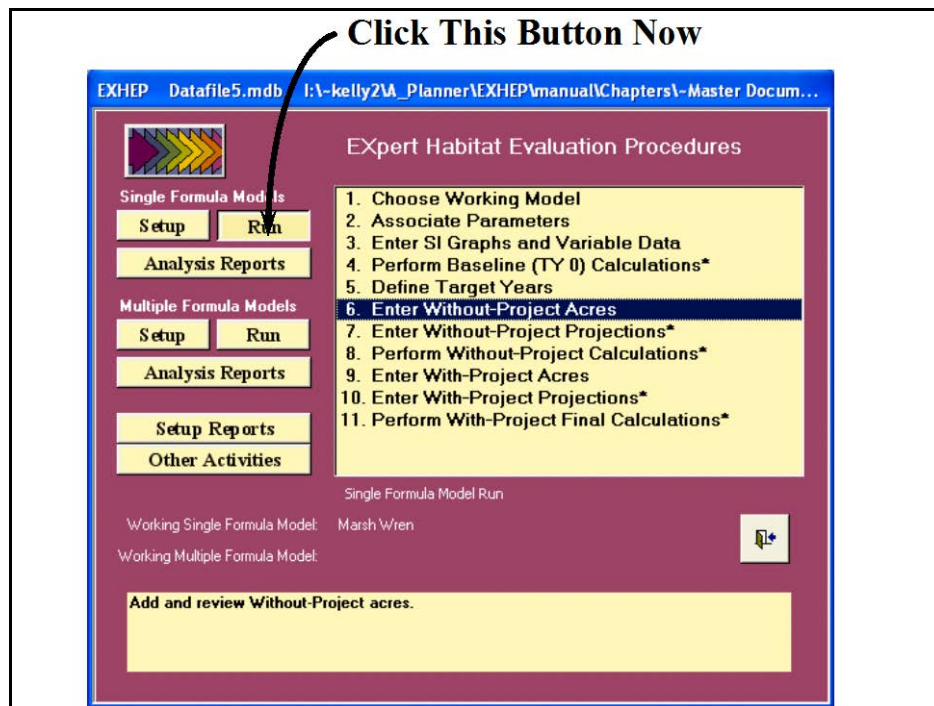 Click This Button Now
EXHEP Datafile5.mdb I:\~kelly2\A_Planner\EXHEP\manual\Chapters\~Master Docum...
EXpert Habitat Evaluation Procedures
Single Formula Models
Setup Run
Analysis Reports
Multiple Formula Models
Setup Run
Analysis Reports
Setup Reports
Other Activities
1. Choose Working Model
2. Associate Parameters
3. Enter SI Graphs and Variable Data
4. Perform Baseline (TY 0) Calculations*
5. Define Target Years
6. Enter Without-Project Acres
7. Enter Without-Project Projections*
8. Perform Without-Project Calculations*
9. Enter With-Project Acres
10. Enter With-Project Projections*
11. Perform With-Project Final Calculations*
Single Formula Model Run
Working Single Formula Model: Marsh Wren
Working Multiple Formula Model:
Add and review Without-Project acres.